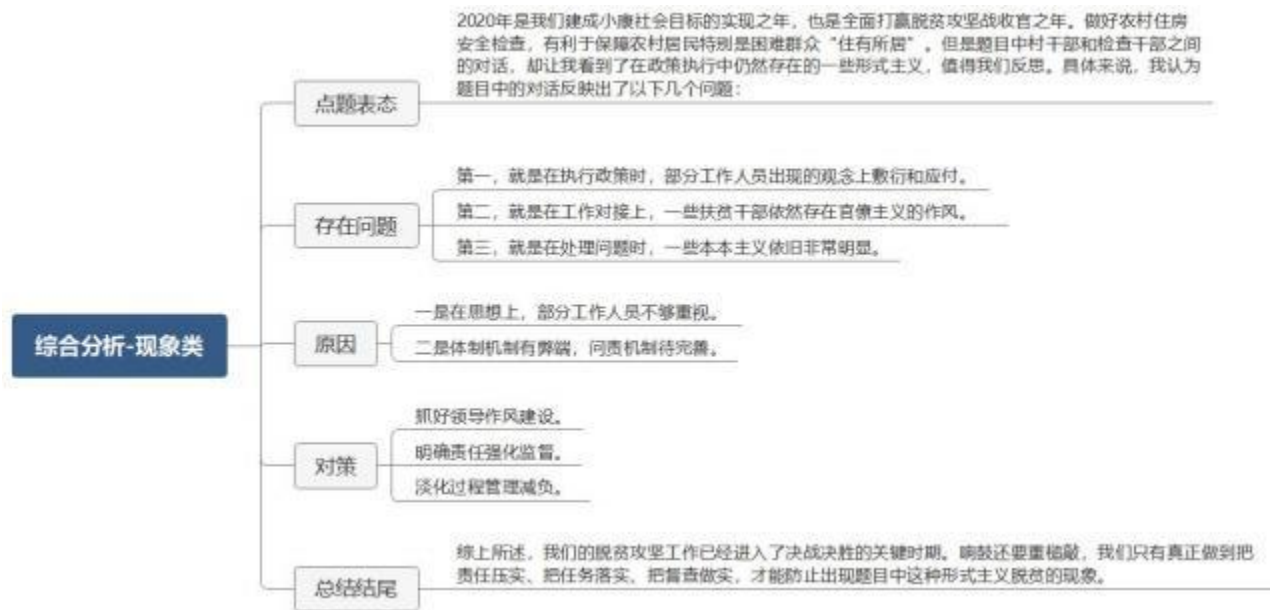 2020年是我们建成小康社会目标的实现之年，也是全面打赢脱贫攻坚战收官之年。做好农村住房
安全检查，有利于保障农村居民特别是困难群众“住有所居”。但是题目中村干部和检查干部之间
的对话，却让我看到了在政策执行中仍然存在的一些形式主义，值得我们反思。具体来说，我认为
题目中的对话反映出了以下几个问题：
点题表态
第一，就是在执行政策时，部分工作人员出现的观念上敷衍和应付。
第二，就是在工作对接上，一些扶贫干部依然存在官僚主义的作风。
第三，就是在处理问题时，一些本本主义依旧非常明显。
存在问题
一是在思想上，部分工作人员不够重视。
二是体制机制有弊端，问责机制待完善。
原因
综合分析-现象类
抓好领导作风建设。
明确责任强化监督。
淡化过程管理减负。
对策
综上所述，我们的脱贫攻坚工作已经进入了决战决胜的关键时期。响鼓还要重槌敲，我们只有真正做到把
责任压实、把任务落实、把督查做实，才能防止出现题目中这种形式主义脱贫的现象。
总结结尾